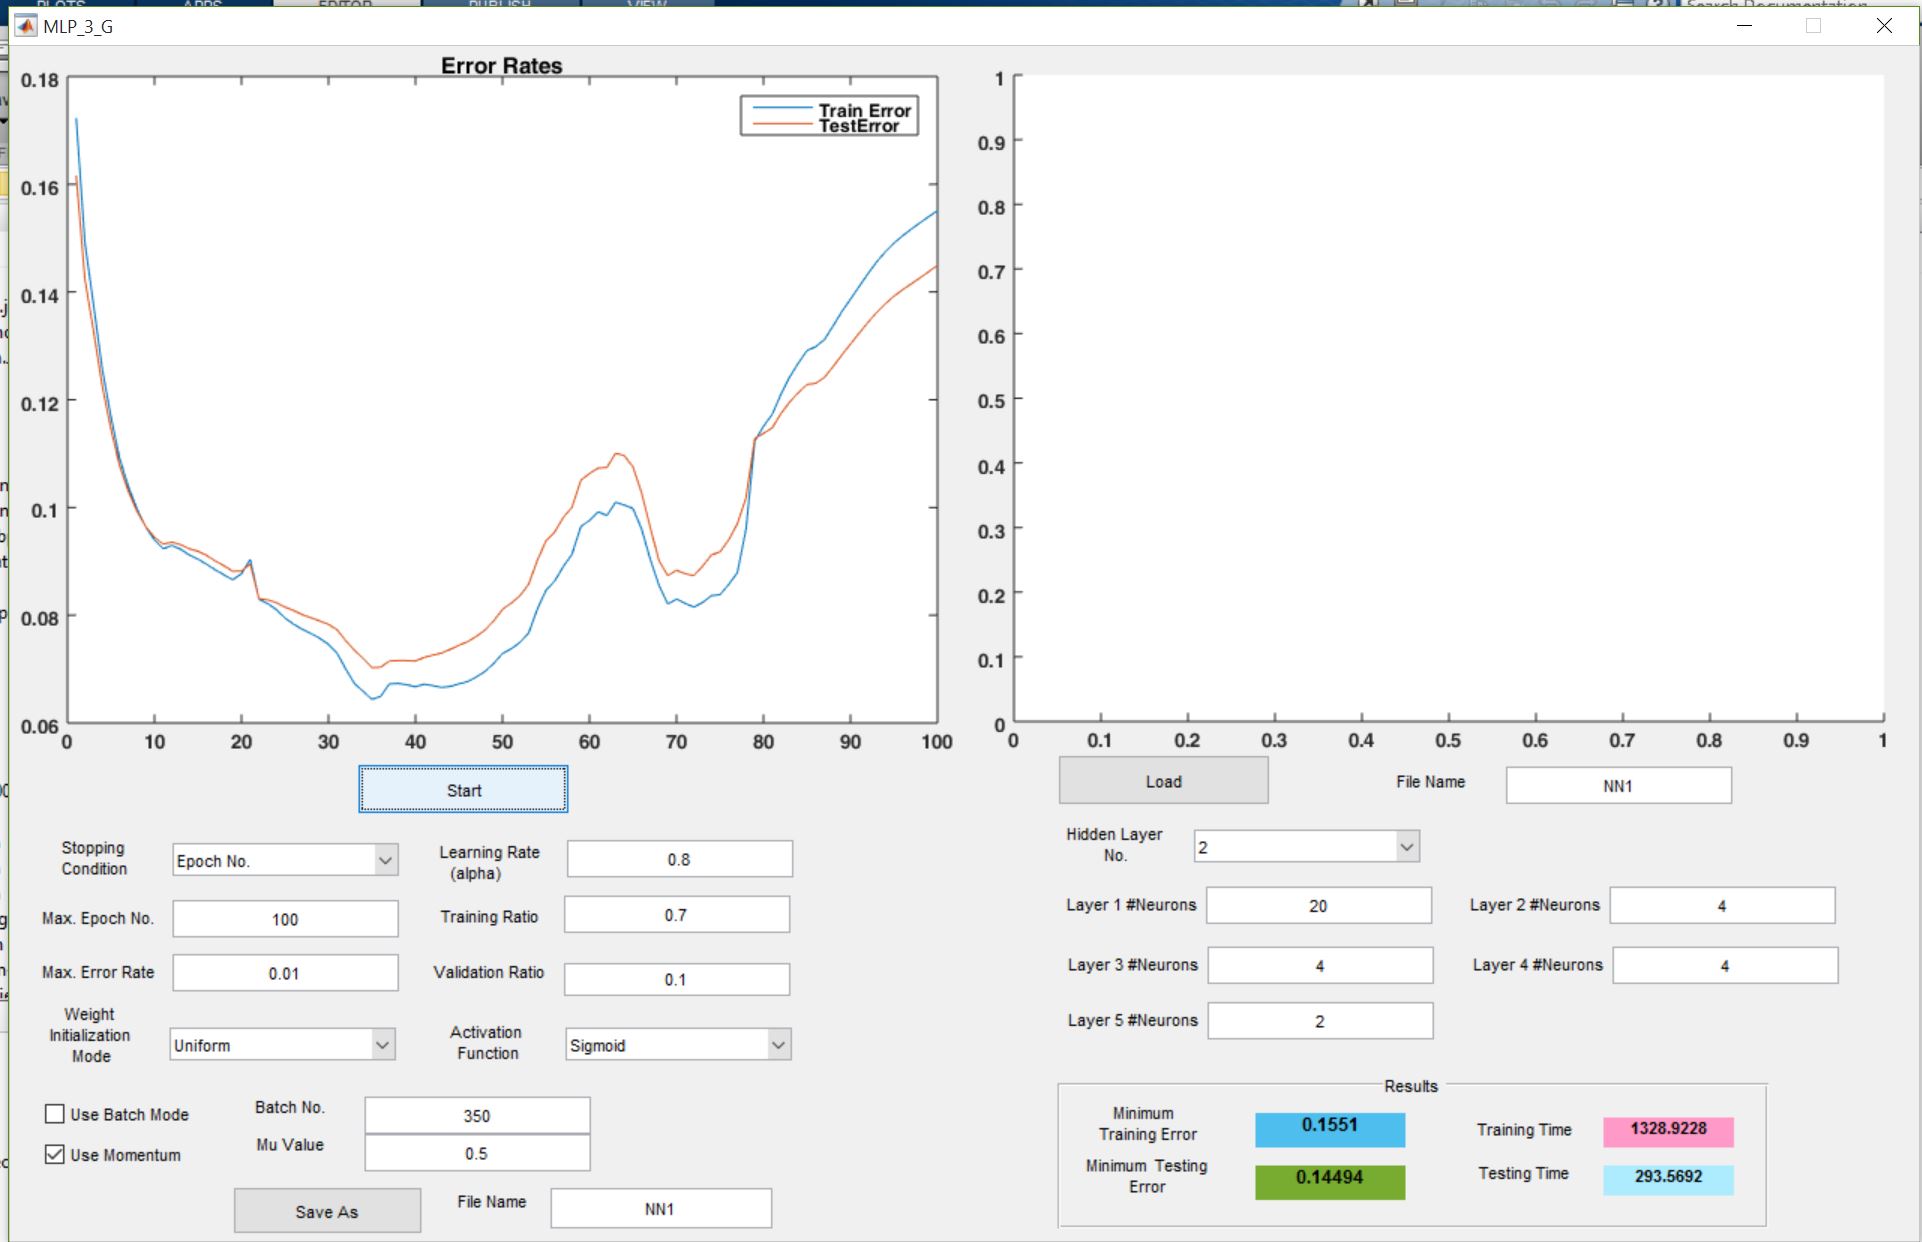 PLOTS APPS EDITOR PUBLISH VIEW Search Documentation
MLP_3_G
Error Rates
Train Error
TestError
0.18
0.16
0.14
0.12
0.1
0.08
0.06
0 10 20 30 40 50 60 70 80 90 100
1
0.9
0.8
0.7
0.6
0.5
0.4
0.3
0.2
0.1
0
0 0.1 0.2 0.3 0.4 0.5 0.6 0.7 0.8 0.9 1
Start
Stopping
Condition
Epoch No.
Learning Rate
(alpha)
0.8
Max. Epoch No.
100
Training Ratio
0.7
Max. Error Rate
0.01
Validation Ratio
0.1
Weight
Initialization
Mode
Uniform
Activation
Function
Sigmoid
Use Batch Mode
Batch No.
350
Use Momentum
Mu Value
0.5
Save As
File Name
NN1
Load
File Name
NN1
Hidden Layer
No.
2
Layer 1 #Neurons
20
Layer 2 #Neurons
4
Layer 3 #Neurons
4
Layer 4 #Neurons
4
Layer 5 #Neurons
2
Results
Minimum
Training Error
0.1551
Training Time
1328.9228
Minimum Testing
Error
0.14494
Testing Time
293.5692